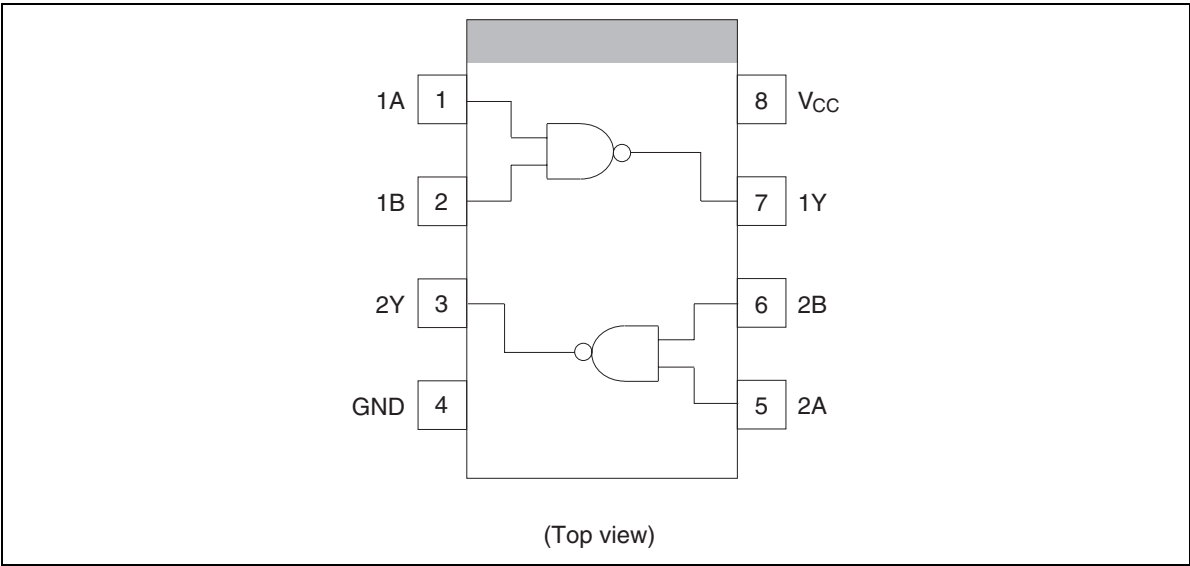 1A 1 8 VCC
1B 2 7 1Y
2Y 3 6 2B
GND 4 5 2A
(Top view)